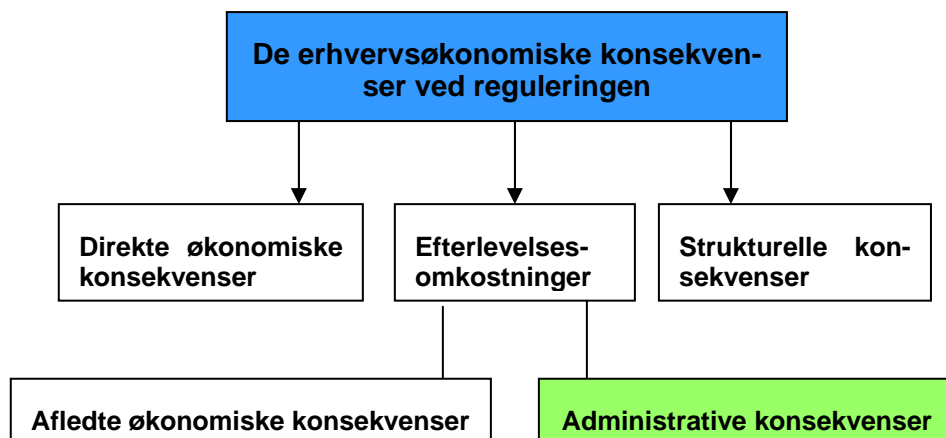 De erhvervsøkonomiske konsekven-
ser ved reguleringen
Direkte økonomiske
konsekvenser
Efterlevelses-
omkostninger
Strukturelle kon-
sekvenser
Afledte økonomiske konsekvenser
Administrative konsekvenser